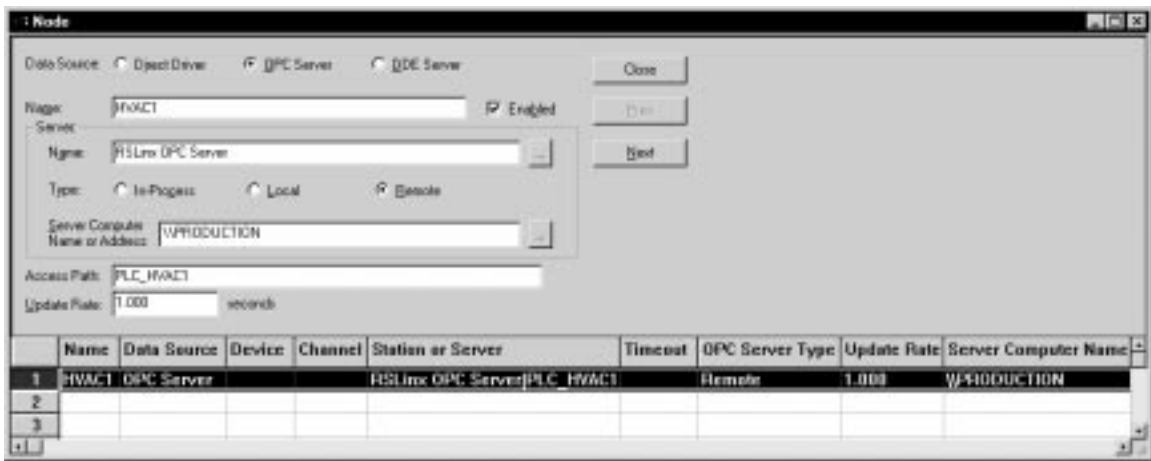 Node
Data Source: Direct Driver OPC Server DDE Server
Close
Name: HVAC1 Enabled
Prev
Server
Name: RSLinx OPC Server ...
Next
Type: In-Process Local Remote
Server Computer
Name or Address: \\PRODUCTION ...
Access Path: PLC_HVAC1
Update Rate: 1.000 seconds
Name Data Source Device Channel Station or Server Timeout OPC Server Type Update Rate Server Computer Name
1 HVAC1 OPC Server RSLinx OPC Server|PLC_HVAC1 Remote 1.000 \\PRODUCTION
2
3